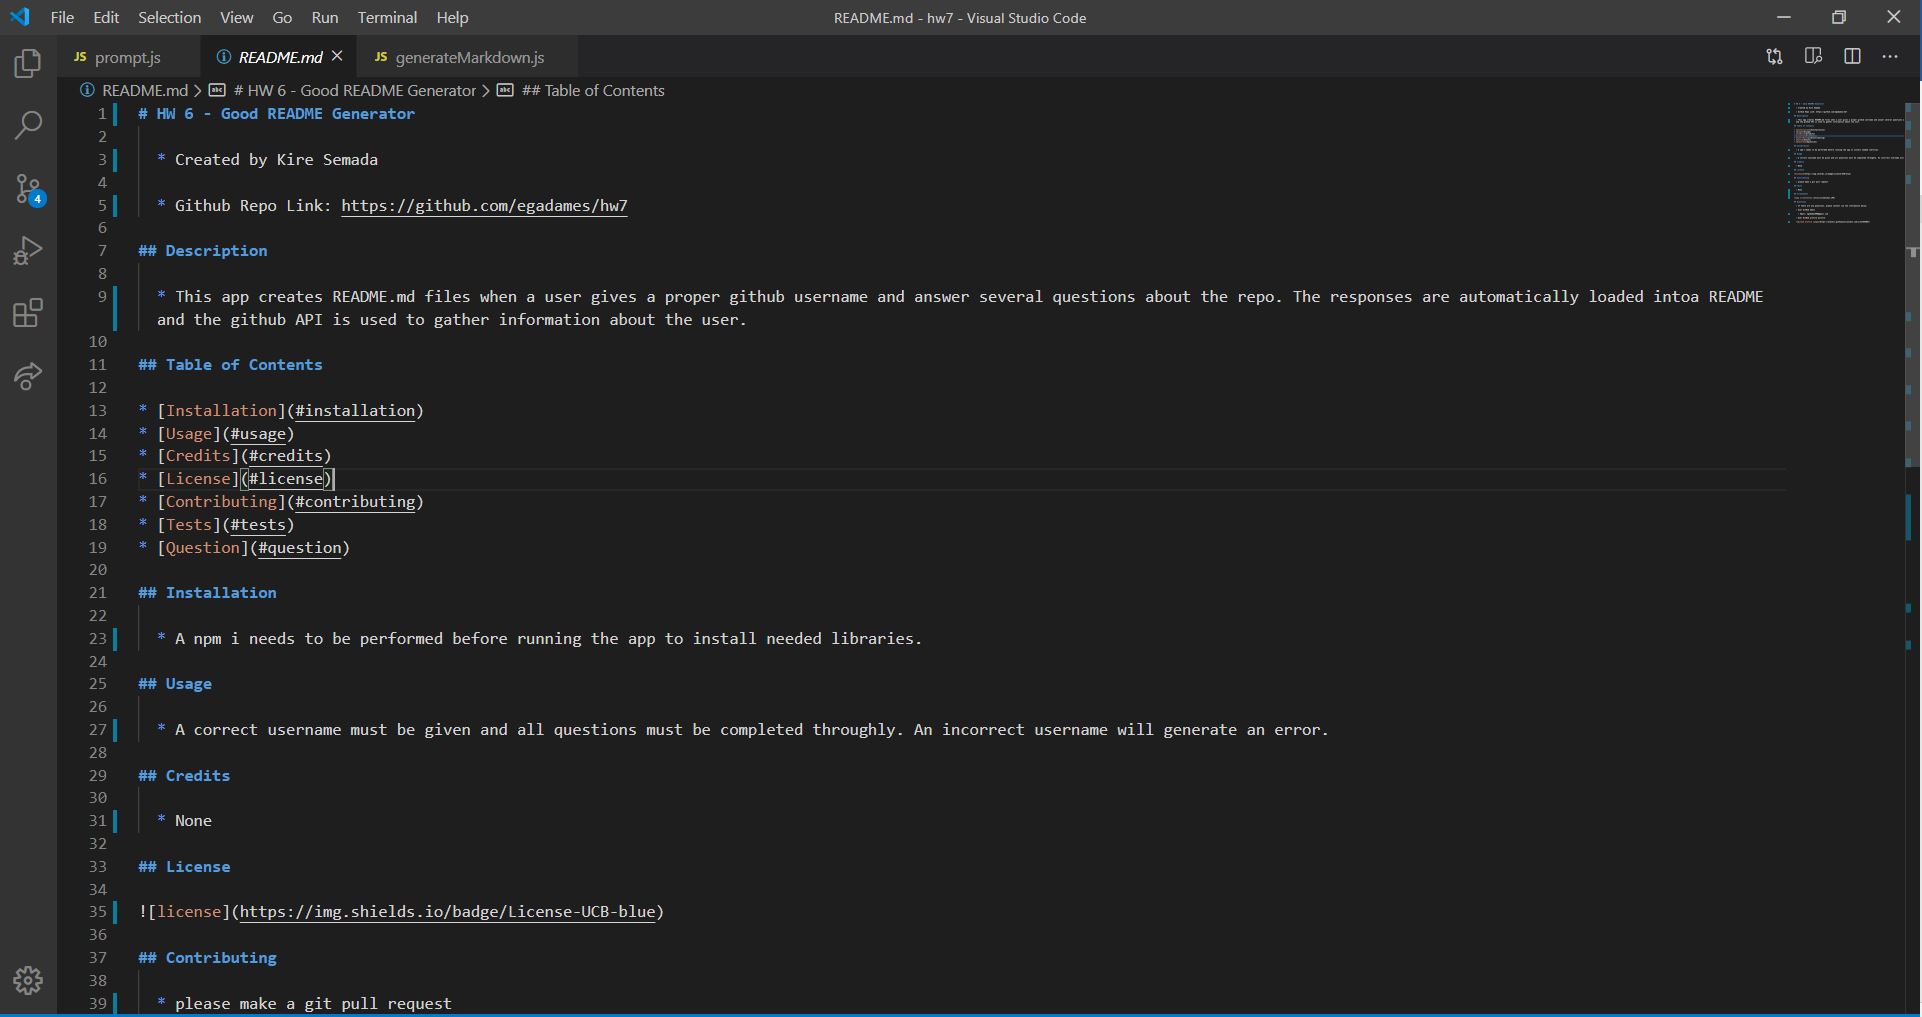 File Edit Selection View Go Run Terminal Help README.md - hw7 - Visual Studio Code
JS prompt.js README.md JS generateMarkdown.js
README.md > # HW 6 - Good README Generator > ## Table of Contents
1 # HW 6 - Good README Generator
2
3 * Created by Kire Semada
4
5 * Github Repo Link: https://github.com/egadames/hw7
6
7 ## Description
8
9 * This app creates README.md files when a user gives a proper github username and answer several questions about the repo. The responses are automatically loaded intoa README
and the github API is used to gather information about the user.
10
11 ## Table of Contents
12
13 * [Installation](#installation)
14 * [Usage](#usage)
15 * [Credits](#credits)
16 * [License](#license)
17 * [Contributing](#contributing)
18 * [Tests](#tests)
19 * [Question](#question)
20
21 ## Installation
22
23 * A npm i needs to be performed before running the app to install needed libraries.
24
25 ## Usage
26
27 * A correct username must be given and all questions must be completed throughly. An incorrect username will generate an error.
28
29 ## Credits
30
31 * None
32
33 ## License
34
35 ![license](https://img.shields.io/badge/License-UCB-blue)
36
37 ## Contributing
38
39 * please make a git pull request
4